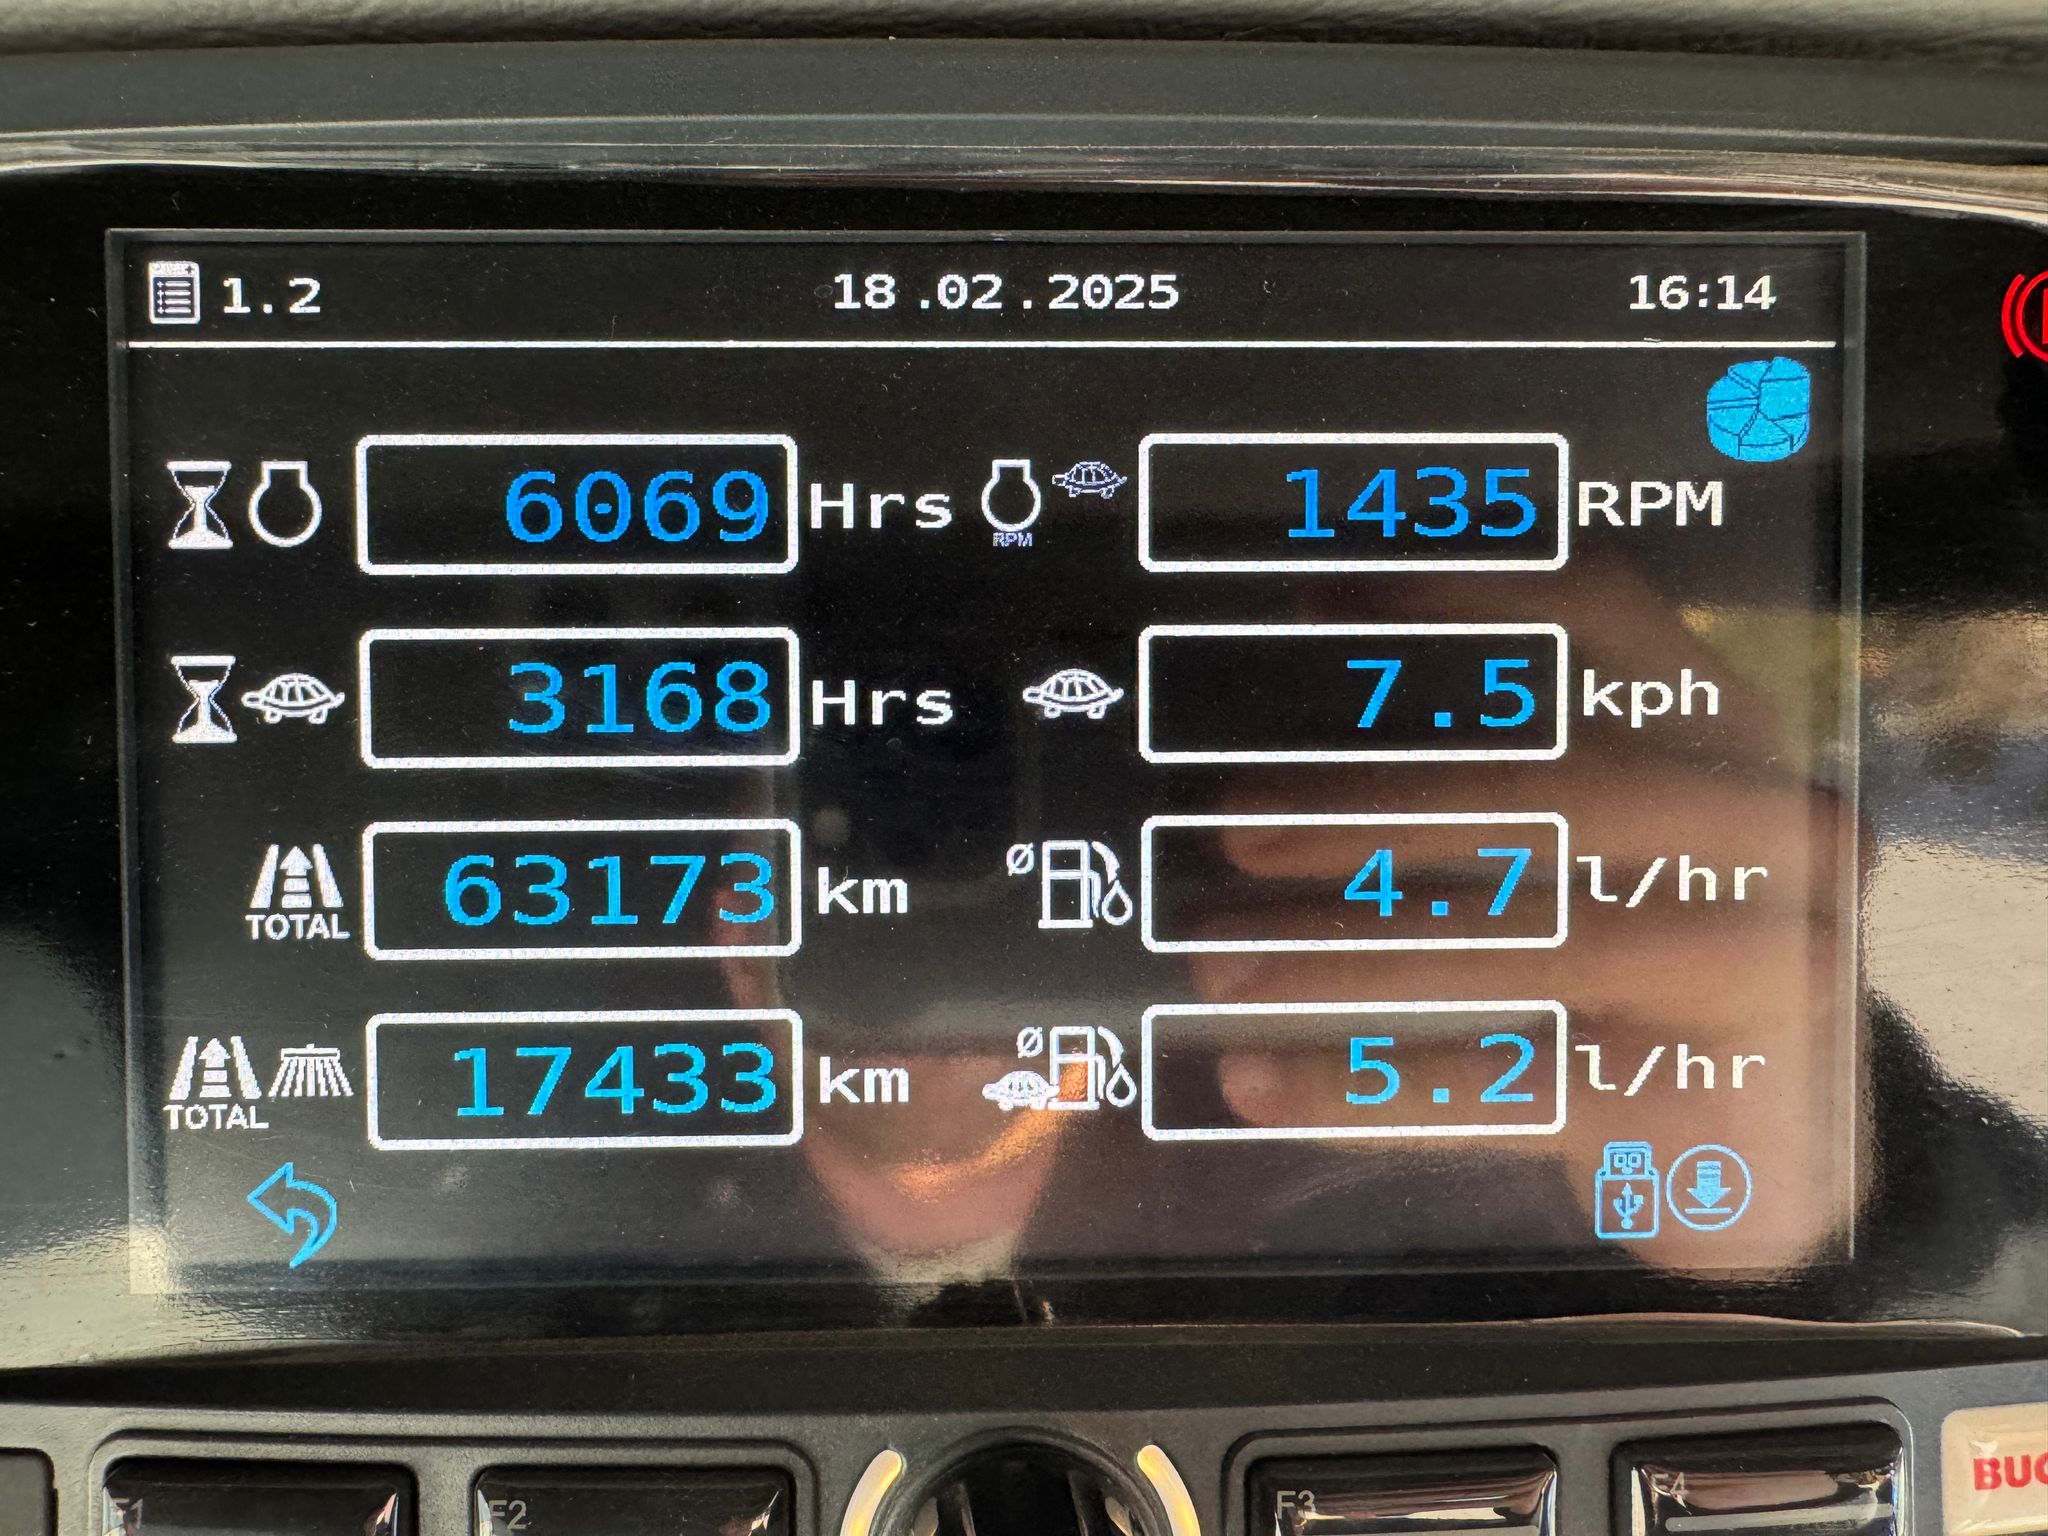 1.2 18.02.2025 16:14
6069 Hrs RPM 1435 RPM
3168 Hrs 7.5 kph
TOTAL 63173 km 4.7 l/hr
TOTAL 17433 km 5.2 l/hr
F1 F2 F3 F4